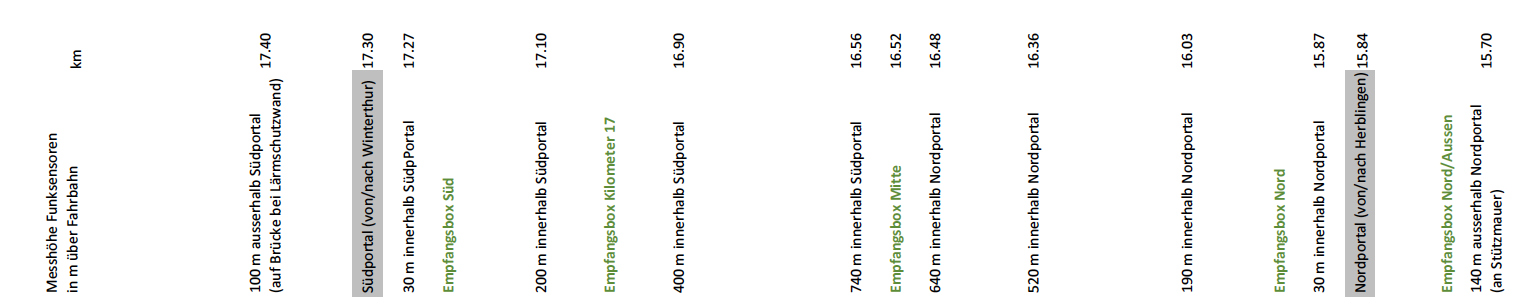 Messhöhe Funksensoren
in m über Fahrbahn
km
100 m ausserhalb Südportal
(auf Brücke bei Lärmschutzwand)
17.40
Südportal (von/nach Winterthur)
17.30
30 m innerhalb SüdpPortal
17.27
Empfangsbox Süd
200 m innerhalb Südportal
17.10
Empfangsbox Kilometer 17
400 m innerhalb Südportal
16.90
740 m innerhalb Südportal
16.56
Empfangsbox Mitte
16.52
640 m innerhalb Nordportal
16.48
520 m innerhalb Nordportal
16.36
190 m innerhalb Nordportal
16.03
Empfangsbox Nord
30 m innerhalb Nordportal
15.87
Nordportal (von/nach Herblingen)
15.84
Empfangsbox Nord/Aussen
140 m ausserhalb Nordportal
(an Stützmauer)
15.70